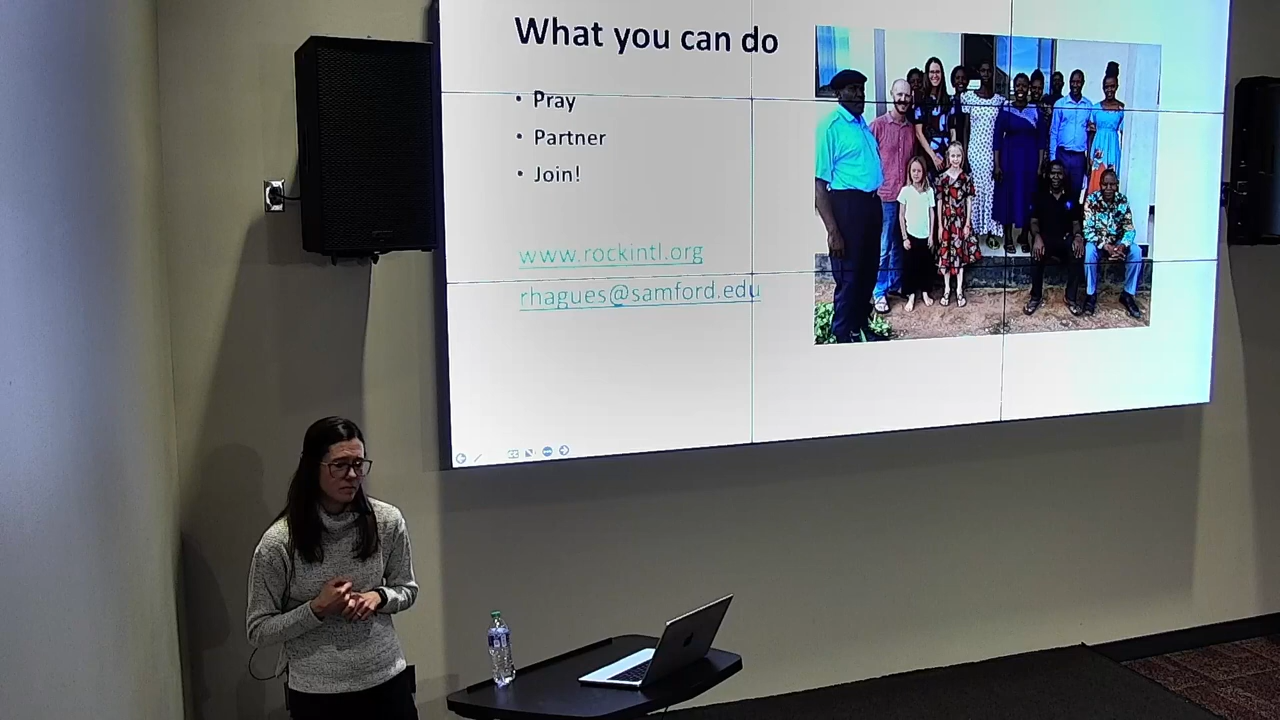 What you can do
• Pray
• Partner
• Join!
www.rockintl.org
rhagues@samford.edu